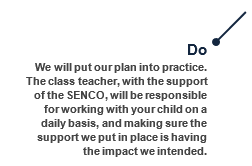 Do
We will put our plan into practice.
The class teacher, with the support
of the SENCO, will be responsible
for working with your child on a
daily basis, and making sure the
support we put in place is having
the impact we intended.